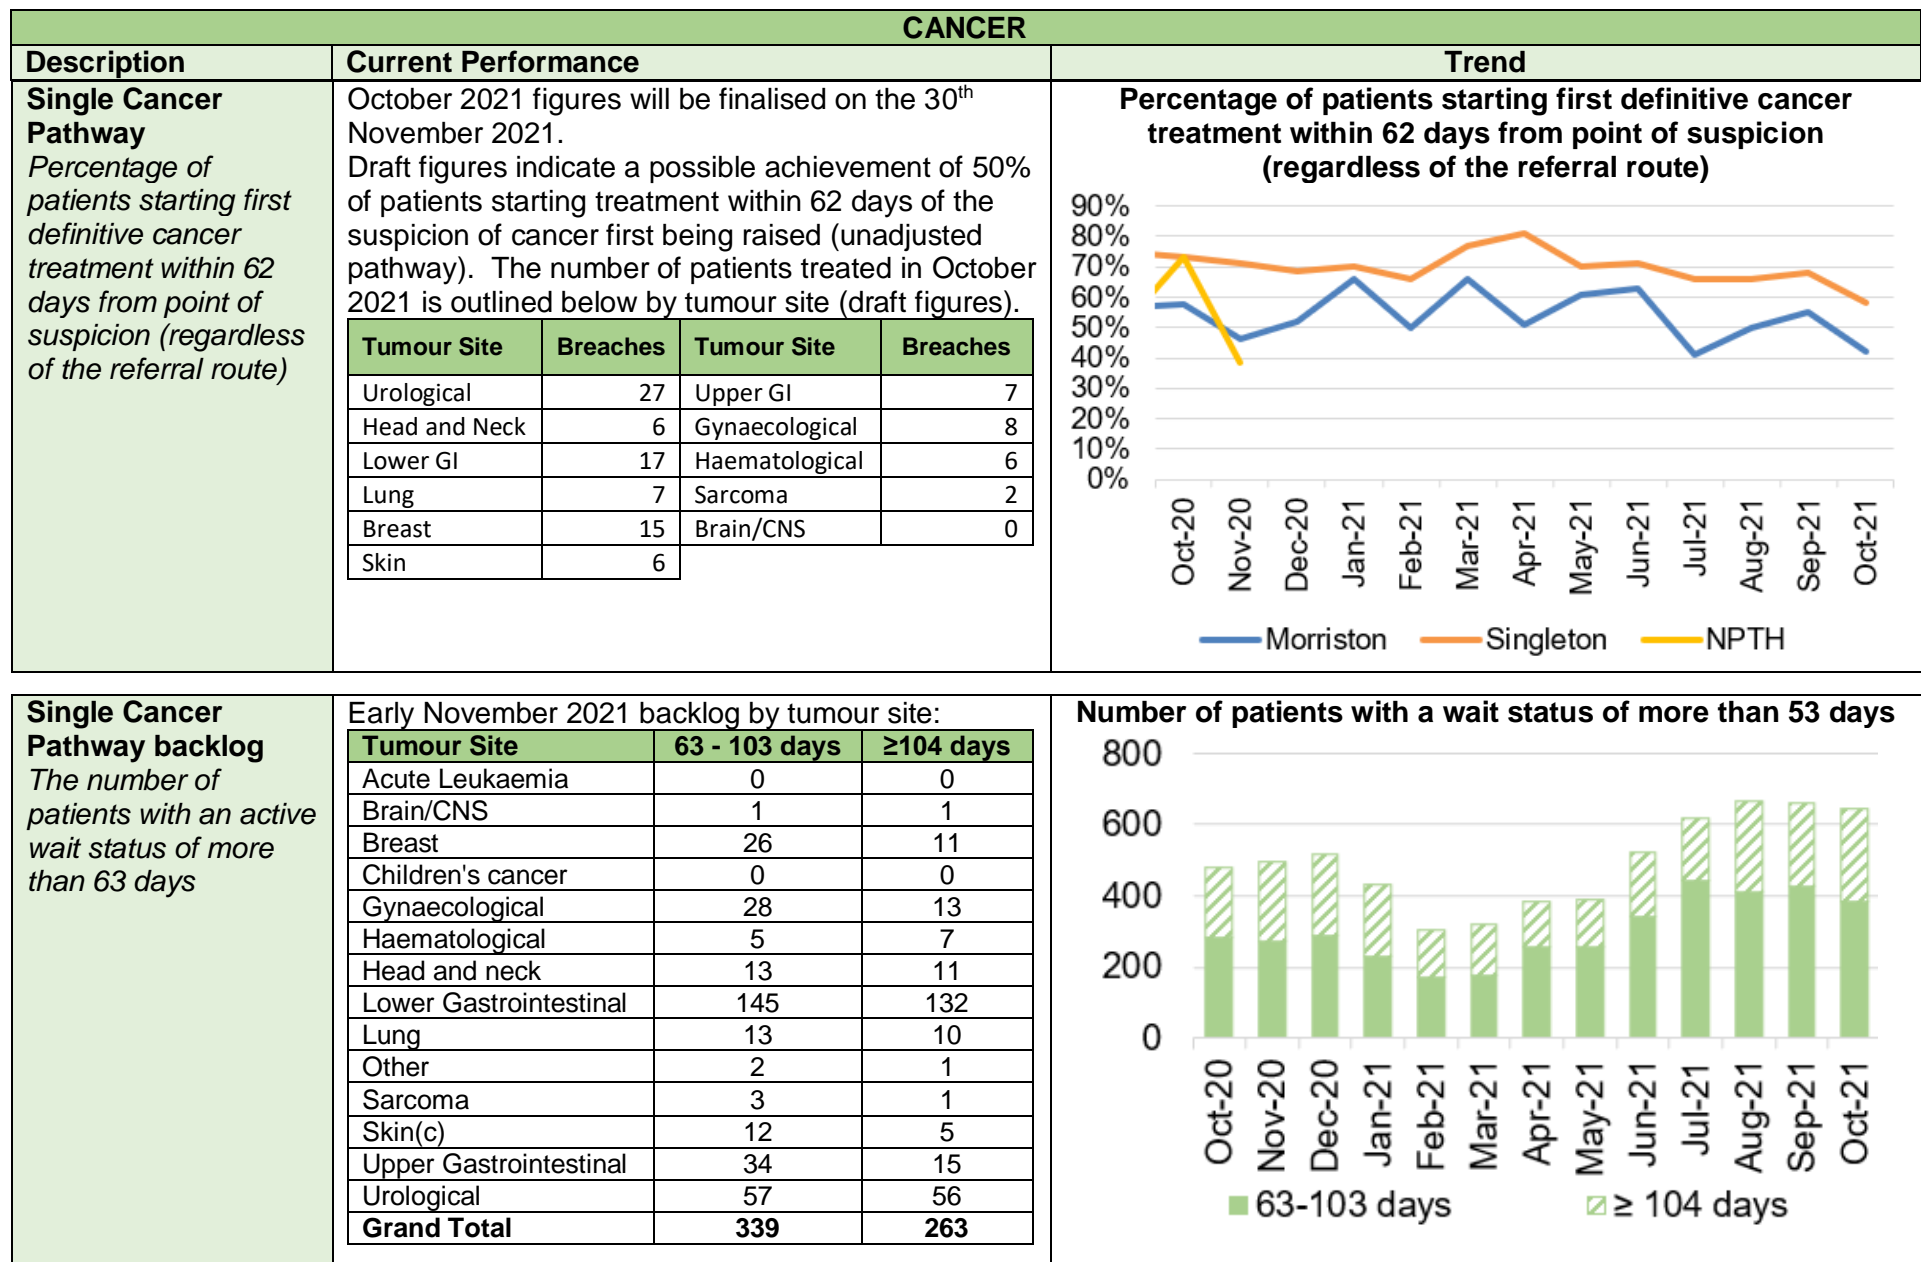 CANCER
Description Current Performance Trend
Single Cancer
Pathway
Percentage of
patients starting first
definitive cancer
treatment within 62
days from point of
suspicion (regardless
of the referral route)
October 2021 figures will be finalised on the 30th
November 2021.
Draft figures indicate a possible achievement of 50%
of patients starting treatment within 62 days of the
suspicion of cancer first being raised (unadjusted
pathway). The number of patients treated in October
2021 is outlined below by tumour site (draft figures).
Tumour Site Breaches Tumour Site Breaches
Urological 27 Upper GI 7
Head and Neck 6 Gynaecological 8
Lower GI 17 Haematological 6
Lung 7 Sarcoma 2
Breast 15 Brain/CNS 0
Skin 6
Percentage of patients starting first definitive cancer
treatment within 62 days from point of suspicion
(regardless of the referral route)
90%
80%
70%
60%
50%
40%
30%
20%
10%
0%
Oct-20 Nov-20 Dec-20 Jan-21 Feb-21 Mar-21 Apr-21 May-21 Jun-21 Jul-21 Aug-21 Sep-21 Oct-21
Morriston Singleton NPTH
Single Cancer
Pathway backlog
The number of
patients with an active
wait status of more
than 63 days
Early November 2021 backlog by tumour site:
Tumour Site 63 - 103 days ≥104 days
Acute Leukaemia 0 0
Brain/CNS 1 1
Breast 26 11
Children's cancer 0 0
Gynaecological 28 13
Haematological 5 7
Head and neck 13 11
Lower Gastrointestinal 145 132
Lung 13 10
Other 2 1
Sarcoma 3 1
Skin(c) 12 5
Upper Gastrointestinal 34 15
Urological 57 56
Grand Total 339 263
Number of patients with a wait status of more than 53 days
800
600
400
200
0
Oct-20 Nov-20 Dec-20 Jan-21 Feb-21 Mar-21 Apr-21 May-21 Jun-21 Jul-21 Aug-21 Sep-21 Oct-21
63-103 days ≥ 104 days